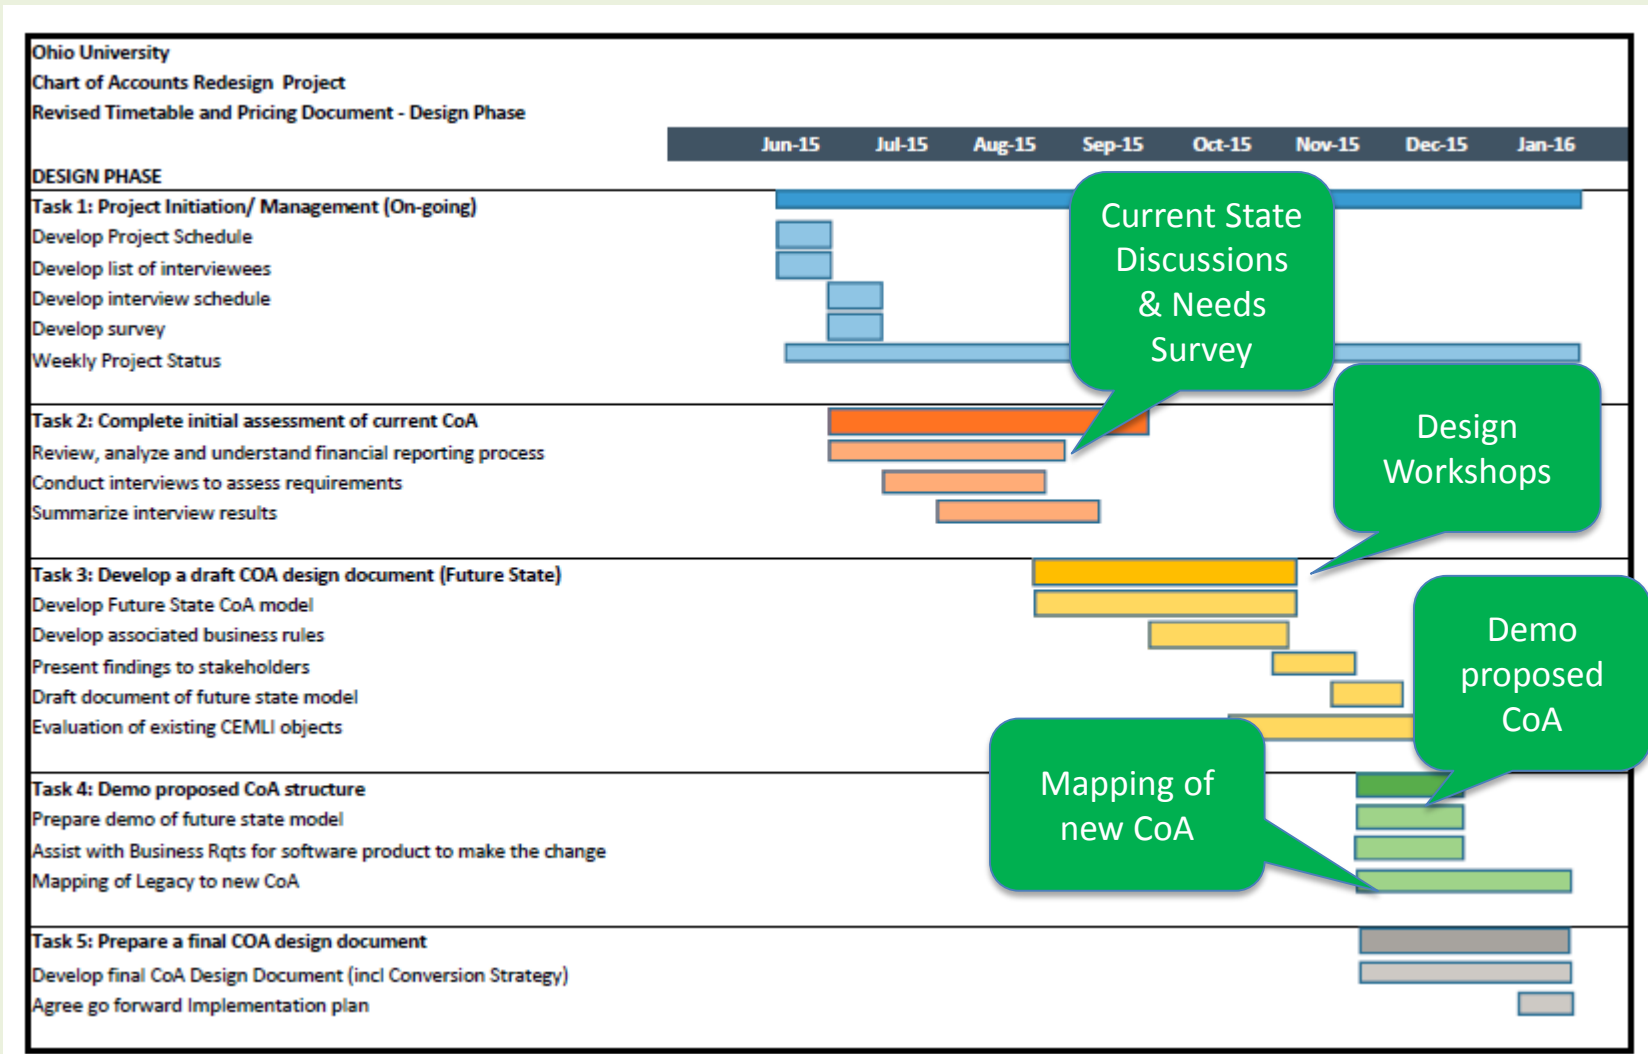 Ohio University
Chart of Accounts Redesign Project
Revised Timetable and Pricing Document - Design Phase
Jun-15 Jul-15 Aug-15 Sep-15 Oct-15 Nov-15 Dec-15 Jan-16
DESIGN PHASE
Task 1: Project Initiation/ Management (On-going)
Develop Project Schedule
Develop list of interviewees
Develop interview schedule
Develop survey
Weekly Project Status
Current State
Discussions
& Needs
Survey
Task 2: Complete initial assessment of current CoA
Review, analyze and understand financial reporting process
Conduct interviews to assess requirements
Summarize interview results
Design
Workshops
Task 3: Develop a draft COA design document (Future State)
Develop Future State CoA model
Develop associated business rules
Present findings to stakeholders
Draft document of future state model
Evaluation of existing CEMLI objects
Demo
proposed
CoA
Mapping of
new CoA
Task 4: Demo proposed CoA structure
Prepare demo of future state model
Assist with Business Rqts for software product to make the change
Mapping of Legacy to new CoA
Task 5: Prepare a final COA design document
Develop final CoA Design Document (incl Conversion Strategy)
Agree go forward Implementation plan